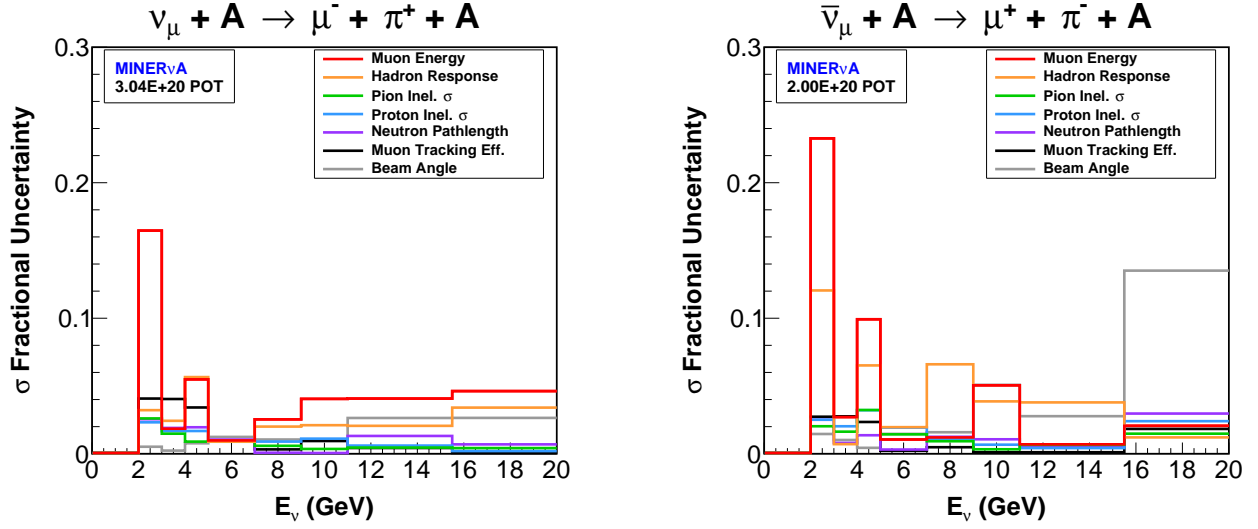 ν_μ + A → μ⁻ + π⁺ + A
0.3
0.2
0.1
0
σ Fractional Uncertainty
MINERνA
3.04E+20 POT
Muon Energy
Hadron Response
Pion Inel. σ
Proton Inel. σ
Neutron Pathlength
Muon Tracking Eff.
Beam Angle
0 2 4 6 8 10 12 14 16 18 20
E_ν (GeV)
ν̅_μ + A → μ⁺ + π⁻ + A
0.3
0.2
0.1
0
σ Fractional Uncertainty
MINERνA
2.00E+20 POT
Muon Energy
Hadron Response
Pion Inel. σ
Proton Inel. σ
Neutron Pathlength
Muon Tracking Eff.
Beam Angle
0 2 4 6 8 10 12 14 16 18 20
E_ν (GeV)